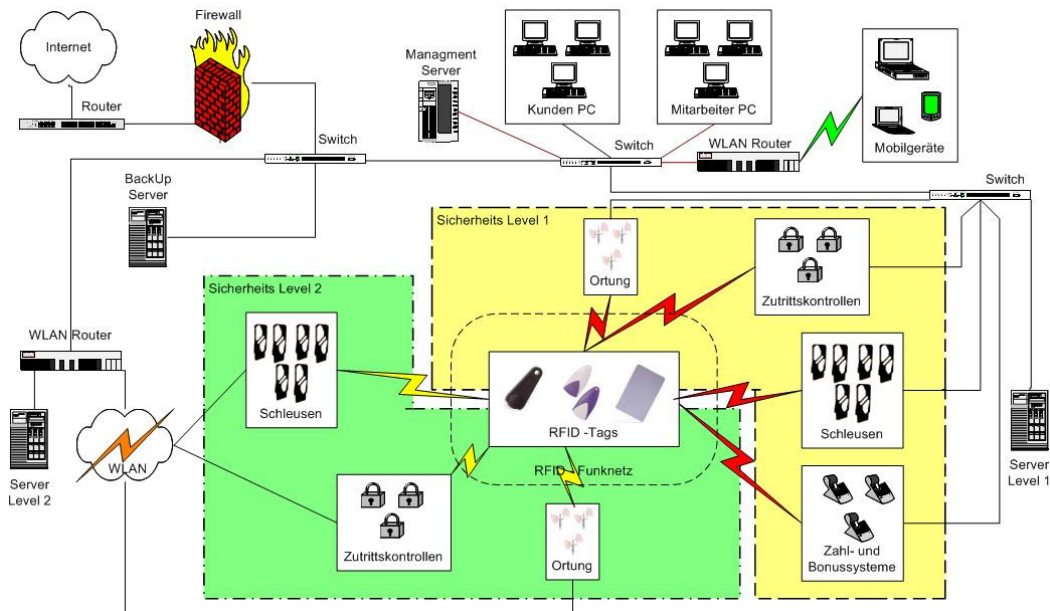 Internet
Firewall
Router
Managment
Server
Kunden PC
Mitarbeiter PC
Mobilgeräte
WLAN Router
Switch
Switch
Switch
BackUp
Server
Sicherheits Level 1
Ortung
Zutrittskontrollen
Sicherheits Level 2
WLAN Router
Schleusen
RFID -Tags
Schleusen
RFID - Funknetz
Server
Level 2
WLAN
Zutrittskontrollen
Ortung
Zahl- und
Bonussysteme
Server
Level 1